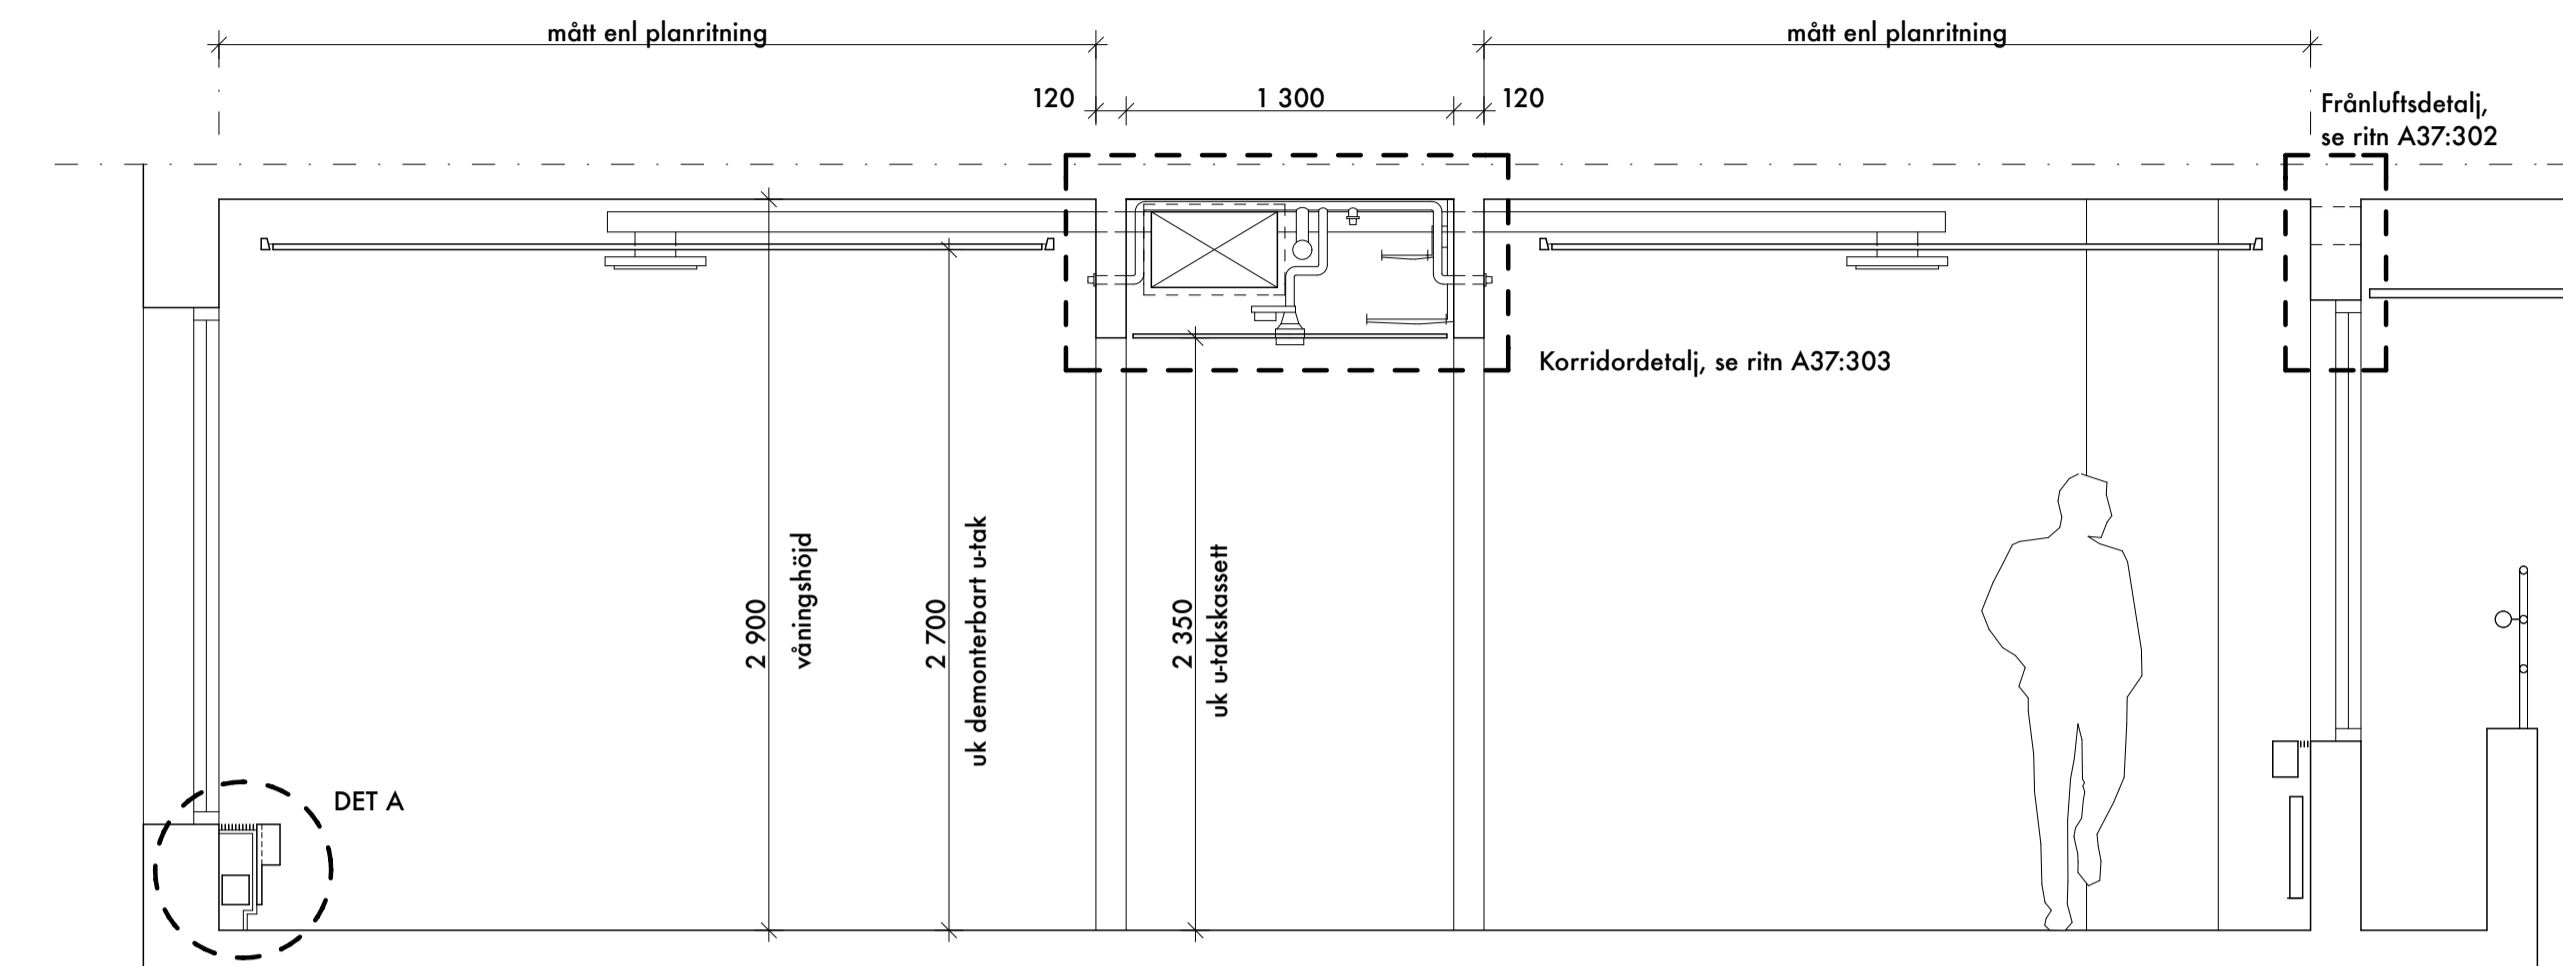 mått enl planritning
mått enl planritning
120
1 300
120
Frånluftsdetalj,
se ritn A37:302
Korridordetalj, se ritn A37:303
2 900
våningshöjd
2 700
uk demonterbart u-tak
2 350
uk u-takskassett
DET A